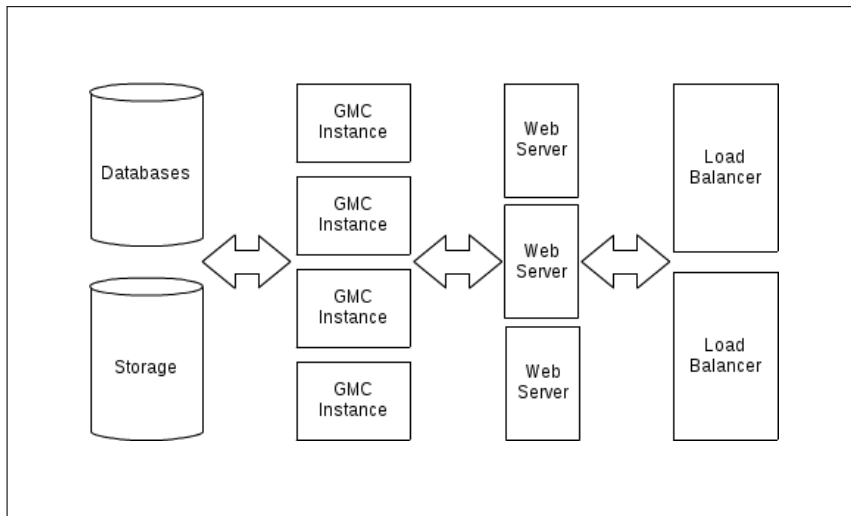 Databases
Storage
GMC
Instance
GMC
Instance
GMC
Instance
GMC
Instance
Web
Server
Web
Server
Web
Server
Load
Balancer
Load
Balancer